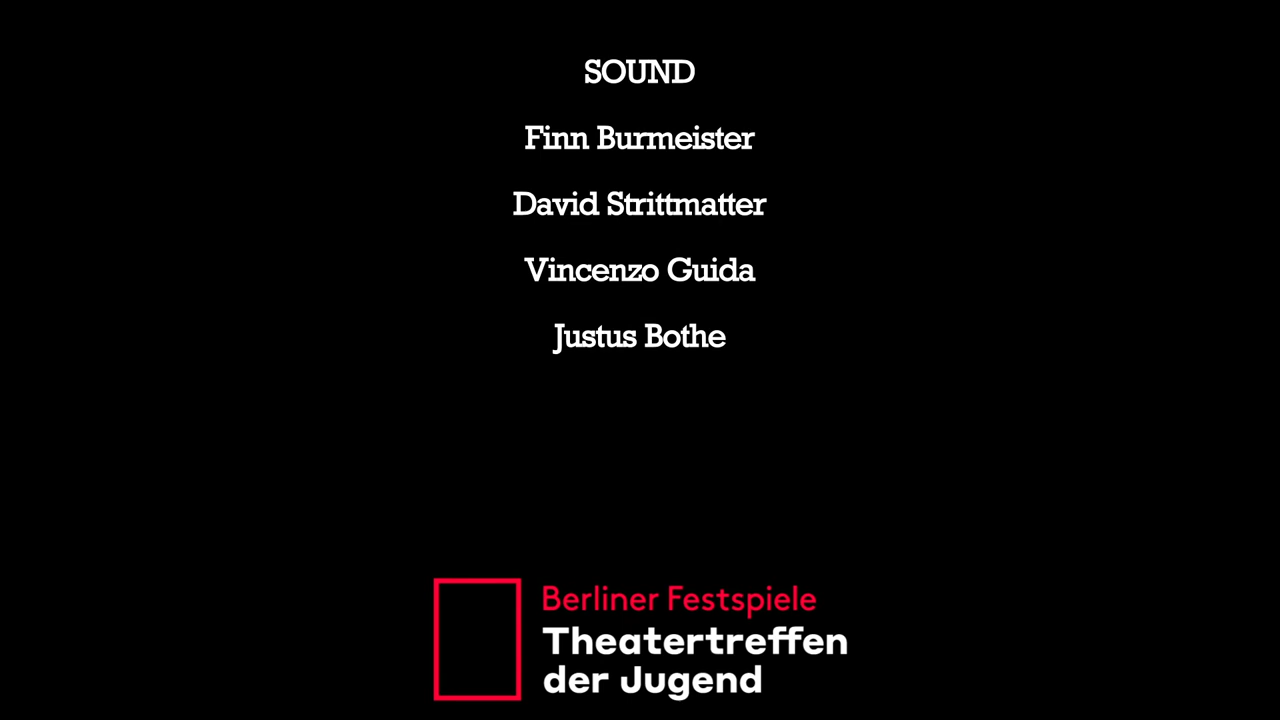 SOUND
Finn Burmeister
David Strittmatter
Vincenzo Guida
Justus Bothe
Berliner Festspiele
Theatertreffen
der Jugend